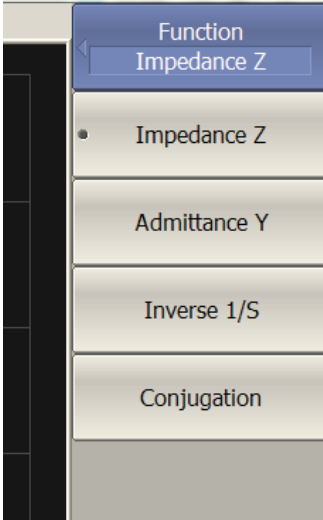 Function
Impedance Z
Impedance Z
Admittance Y
Inverse 1/S
Conjugation